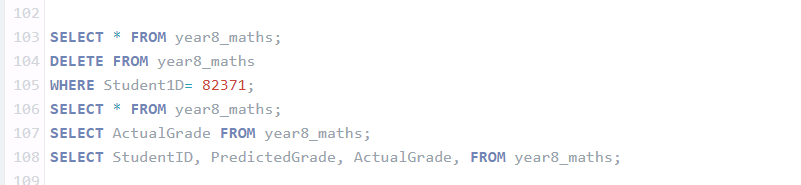 102
103 SELECT * FROM year8_maths;
104 DELETE FROM year8_maths
105 WHERE Student1D= 82371;
106 SELECT * FROM year8_maths;
107 SELECT ActualGrade FROM year8_maths;
108 SELECT StudentID, PredictedGrade, ActualGrade, FROM year8_maths;
109